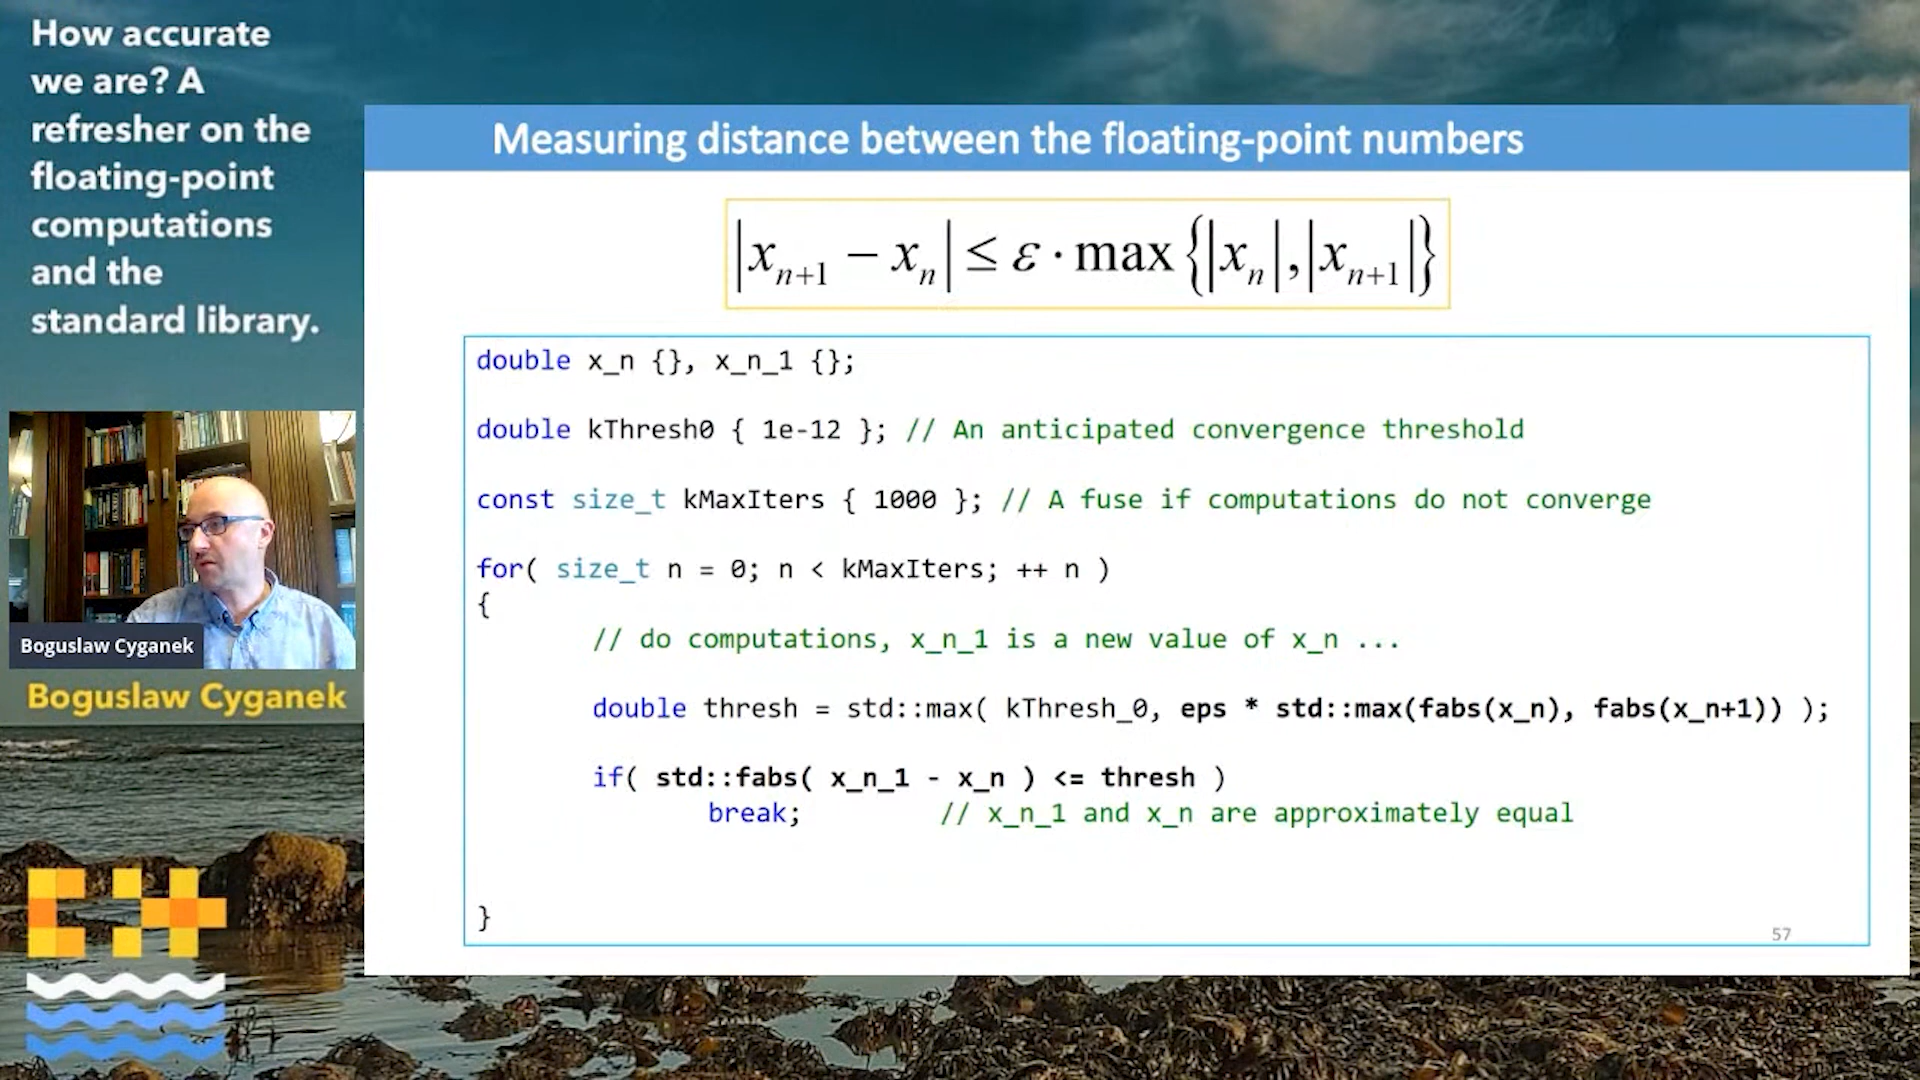 How accurate
we are? A
refresher on the
floating-point
computations
and the
standard library.
Boguslaw Cyganek
Boguslaw Cyganek
Measuring distance between the floating-point numbers
|x_{n+1} − x_n| ≤ ε · max{|x_n|, |x_{n+1}|}
double x_n {}, x_n_1 {};
double kThresh0 { 1e-12 }; // An anticipated convergence threshold
const size_t kMaxIters { 1000 }; // A fuse if computations do not converge
for( size_t n = 0; n < kMaxIters; ++ n )
{
// do computations, x_n_1 is a new value of x_n ...
double thresh = std::max( kThresh_0, eps * std::max(fabs(x_n), fabs(x_n+1)) );
if( std::fabs( x_n_1 - x_n ) <= thresh )
break; // x_n_1 and x_n are approximately equal
}
57